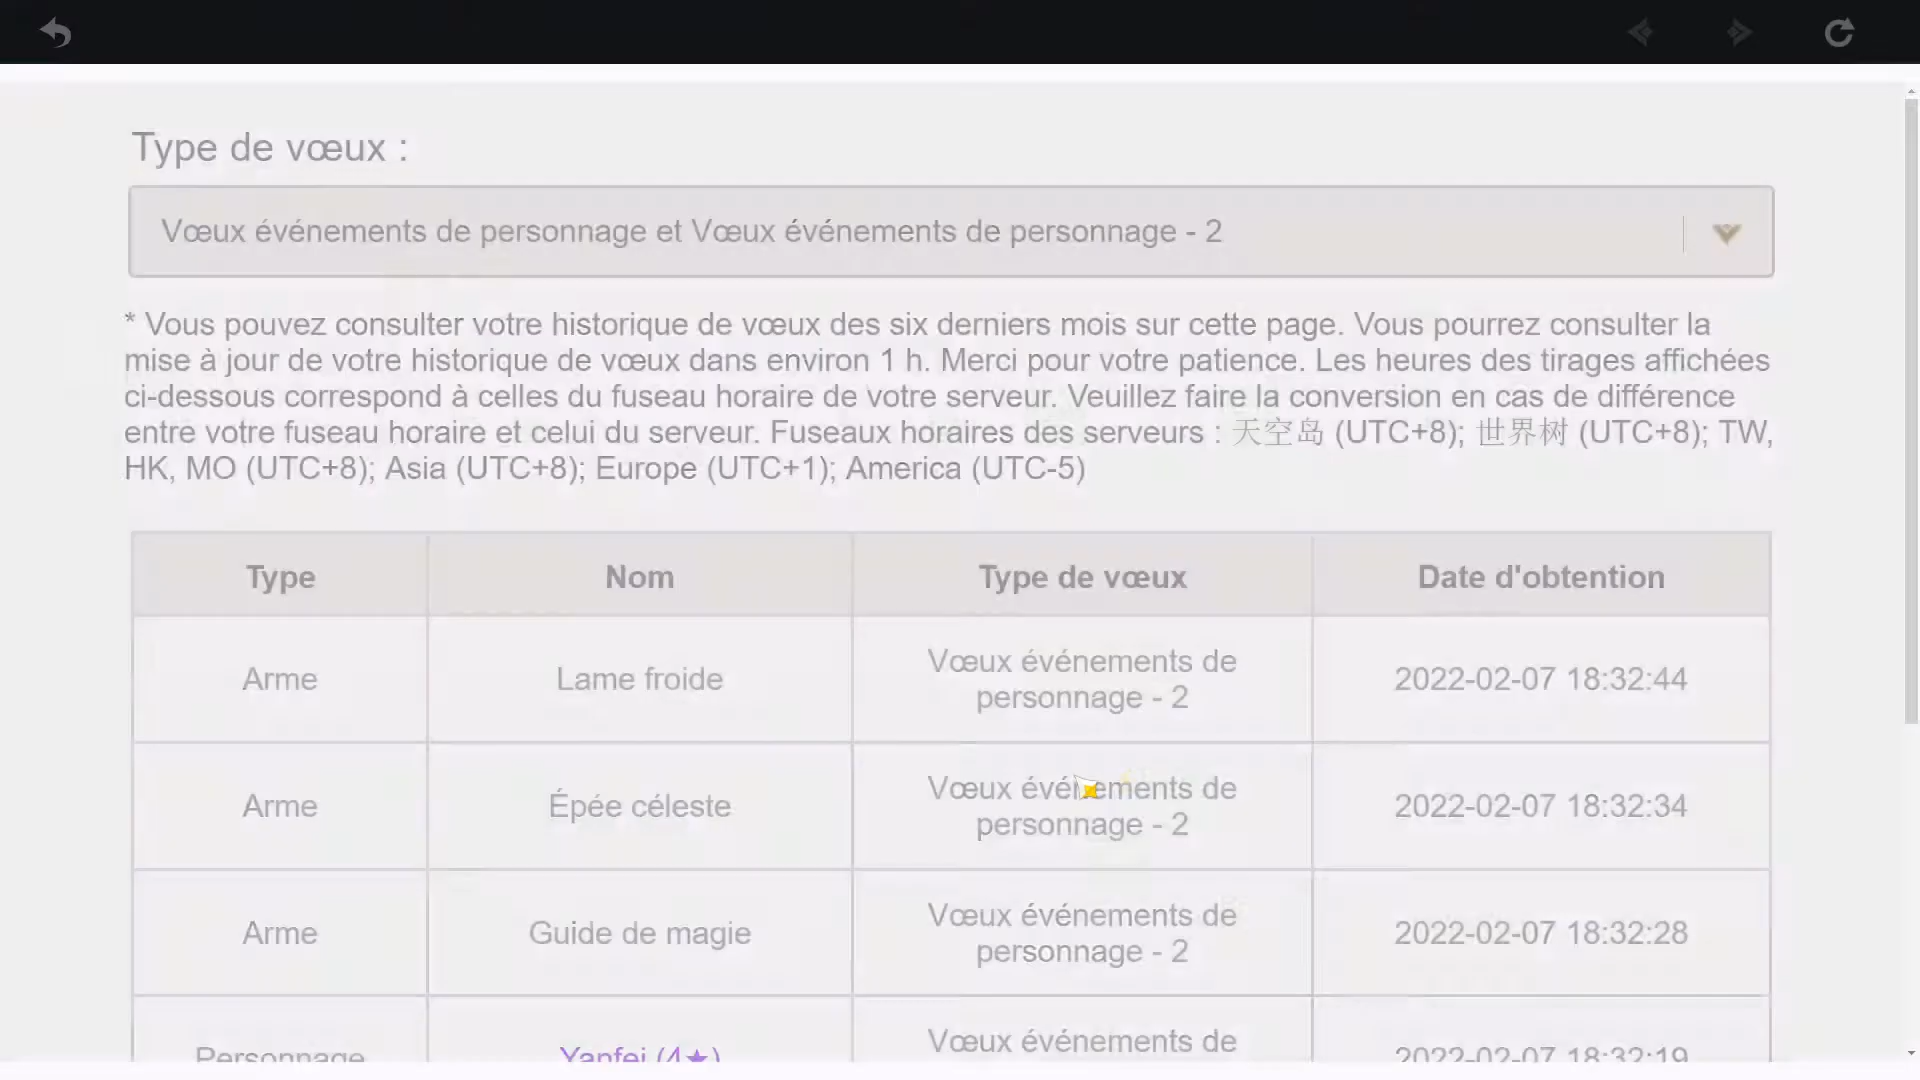 Type de vœux :
Vœux événements de personnage et Vœux événements de personnage - 2
* Vous pouvez consulter votre historique de vœux des six derniers mois sur cette page. Vous pourrez consulter la
mise à jour de votre historique de vœux dans environ 1 h. Merci pour votre patience. Les heures des tirages affichées
ci-dessous correspond à celles du fuseau horaire de votre serveur. Veuillez faire la conversion en cas de différence
entre votre fuseau horaire et celui du serveur. Fuseaux horaires des serveurs : 天空岛 (UTC+8); 世界树 (UTC+8); TW,
HK, MO (UTC+8); Asia (UTC+8); Europe (UTC+1); America (UTC-5)
Type Nom Type de vœux Date d'obtention
Arme Lame froide Vœux événements de personnage - 2 2022-02-07 18:32:44
Arme Épée céleste Vœux événements de personnage - 2 2022-02-07 18:32:34
Arme Guide de magie Vœux événements de personnage - 2 2022-02-07 18:32:28
Personnage Yanfei (4★) Vœux événements de 2022-02-07 18:32:19